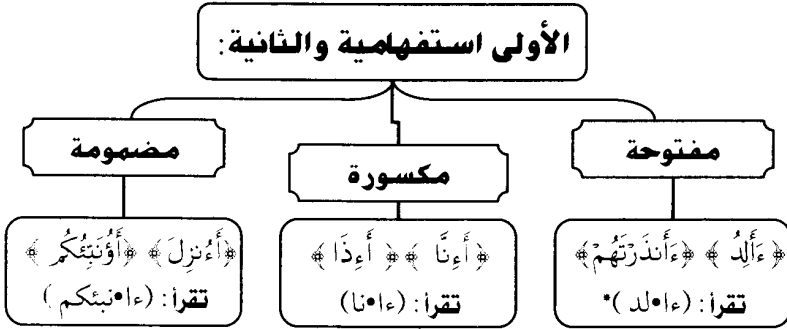 الأولى استفهامية والثانية:
مفتوحة
﴿ ءَأَلِدُ ﴾ ﴿ءَأَنذَرْتَهُمْ﴾
تقرأ: (ءا•لد)*
مكسورة
﴿ أَءِنَّا ﴾ ﴿ أَءِذَا ﴾
تقرأ: (ءا•نا)
مضمومة
﴿أَءُنزِلَ﴾ ﴿أَؤُنَبِّئُكُم ﴾
تقرأ: (ءا•نبئكم )